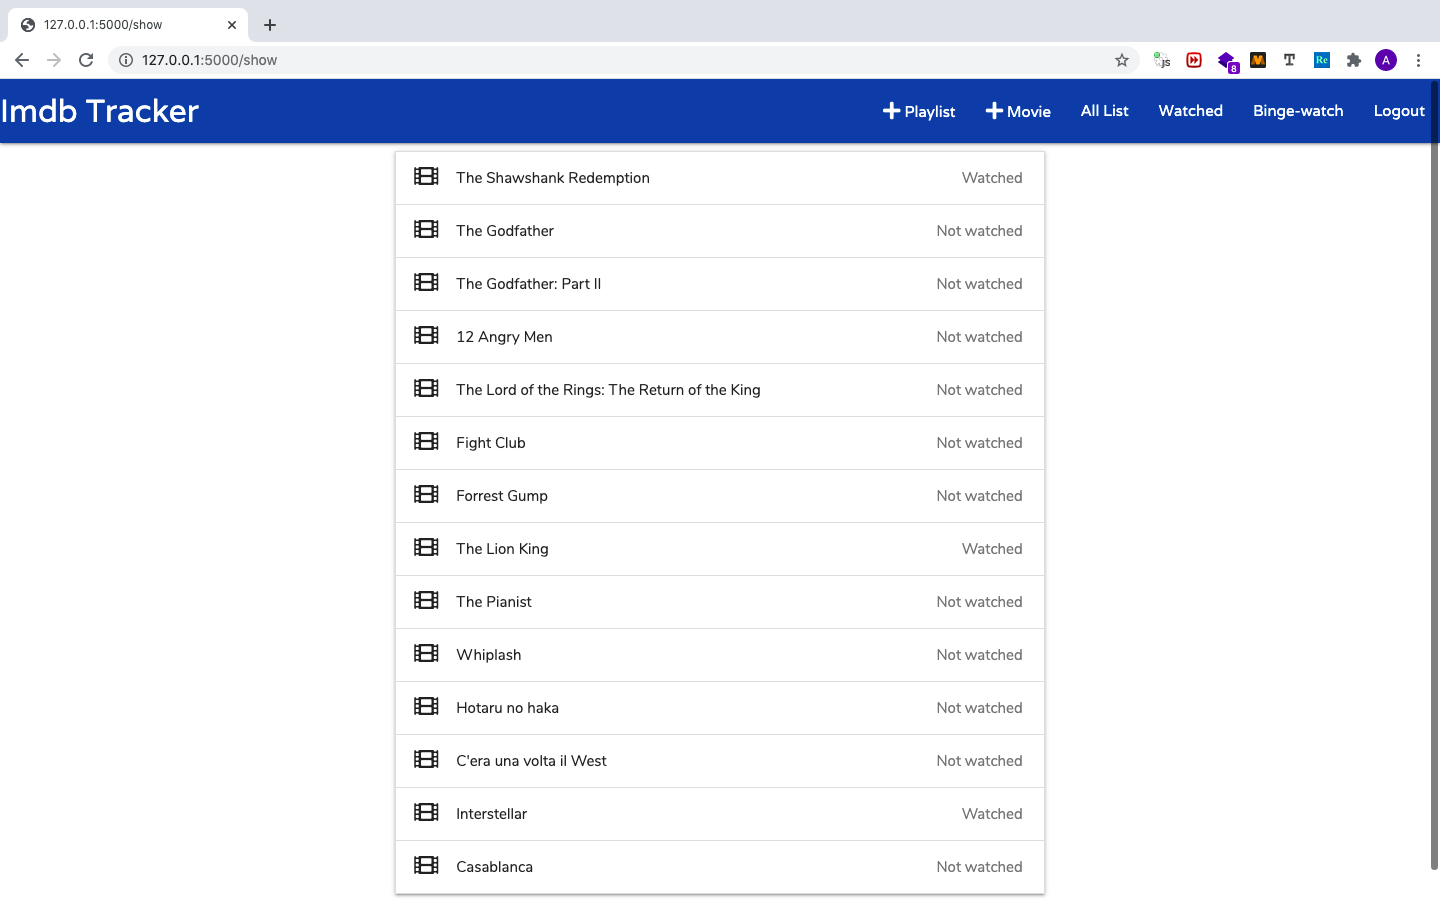 127.0.0.1:5000/show
127.0.0.1:5000/show
js
8
T
Re
A
Imdb Tracker
Playlist
Movie
All List
Watched
Binge-watch
Logout
The Shawshank Redemption Watched
The Godfather Not watched
The Godfather: Part II Not watched
12 Angry Men Not watched
The Lord of the Rings: The Return of the King Not watched
Fight Club Not watched
Forrest Gump Not watched
The Lion King Watched
The Pianist Not watched
Whiplash Not watched
Hotaru no haka Not watched
C'era una volta il West Not watched
Interstellar Watched
Casablanca Not watched